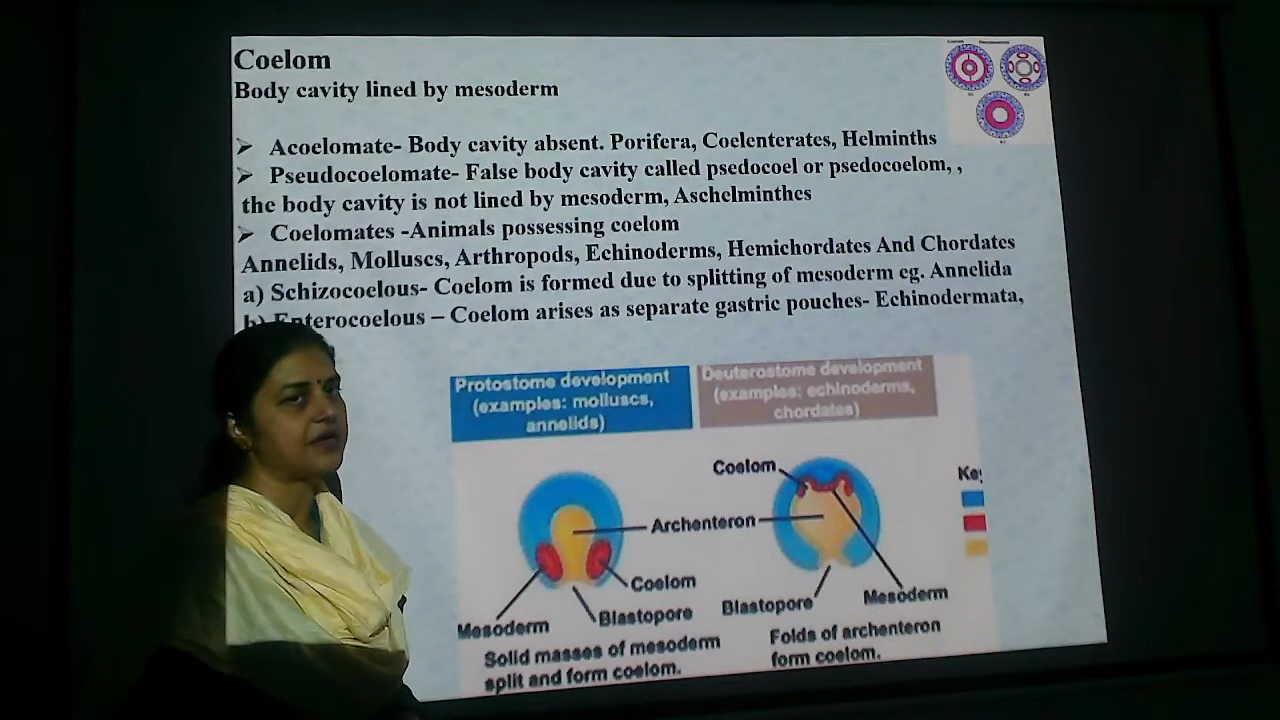 Coelom
Body cavity lined by mesoderm
Acoelomate- Body cavity absent. Porifera, Coelenterates, Helminths
Pseudocoelomate- False body cavity called psedocoel or psedocoelom, ,
the body cavity is not lined by mesoderm, Aschelminthes
Coelomates -Animals possessing coelom
Annelids, Molluscs, Arthropods, Echinoderms, Hemichordates And Chordates
a) Schizocoelous- Coelom is formed due to splitting of mesoderm eg. Annelida
b) Enterocoelous – Coelom arises as separate gastric pouches- Echinodermata,
Protostome development
(examples: molluscs,
annelids)
Deuterostome development
(examples: echinoderms,
chordates)
Coelom
Key
Archenteron
Coelom
Blastopore
Mesoderm
Blastopore
Mesoderm
Solid masses of mesoderm
split and form coelom.
Folds of archenteron
form coelom.